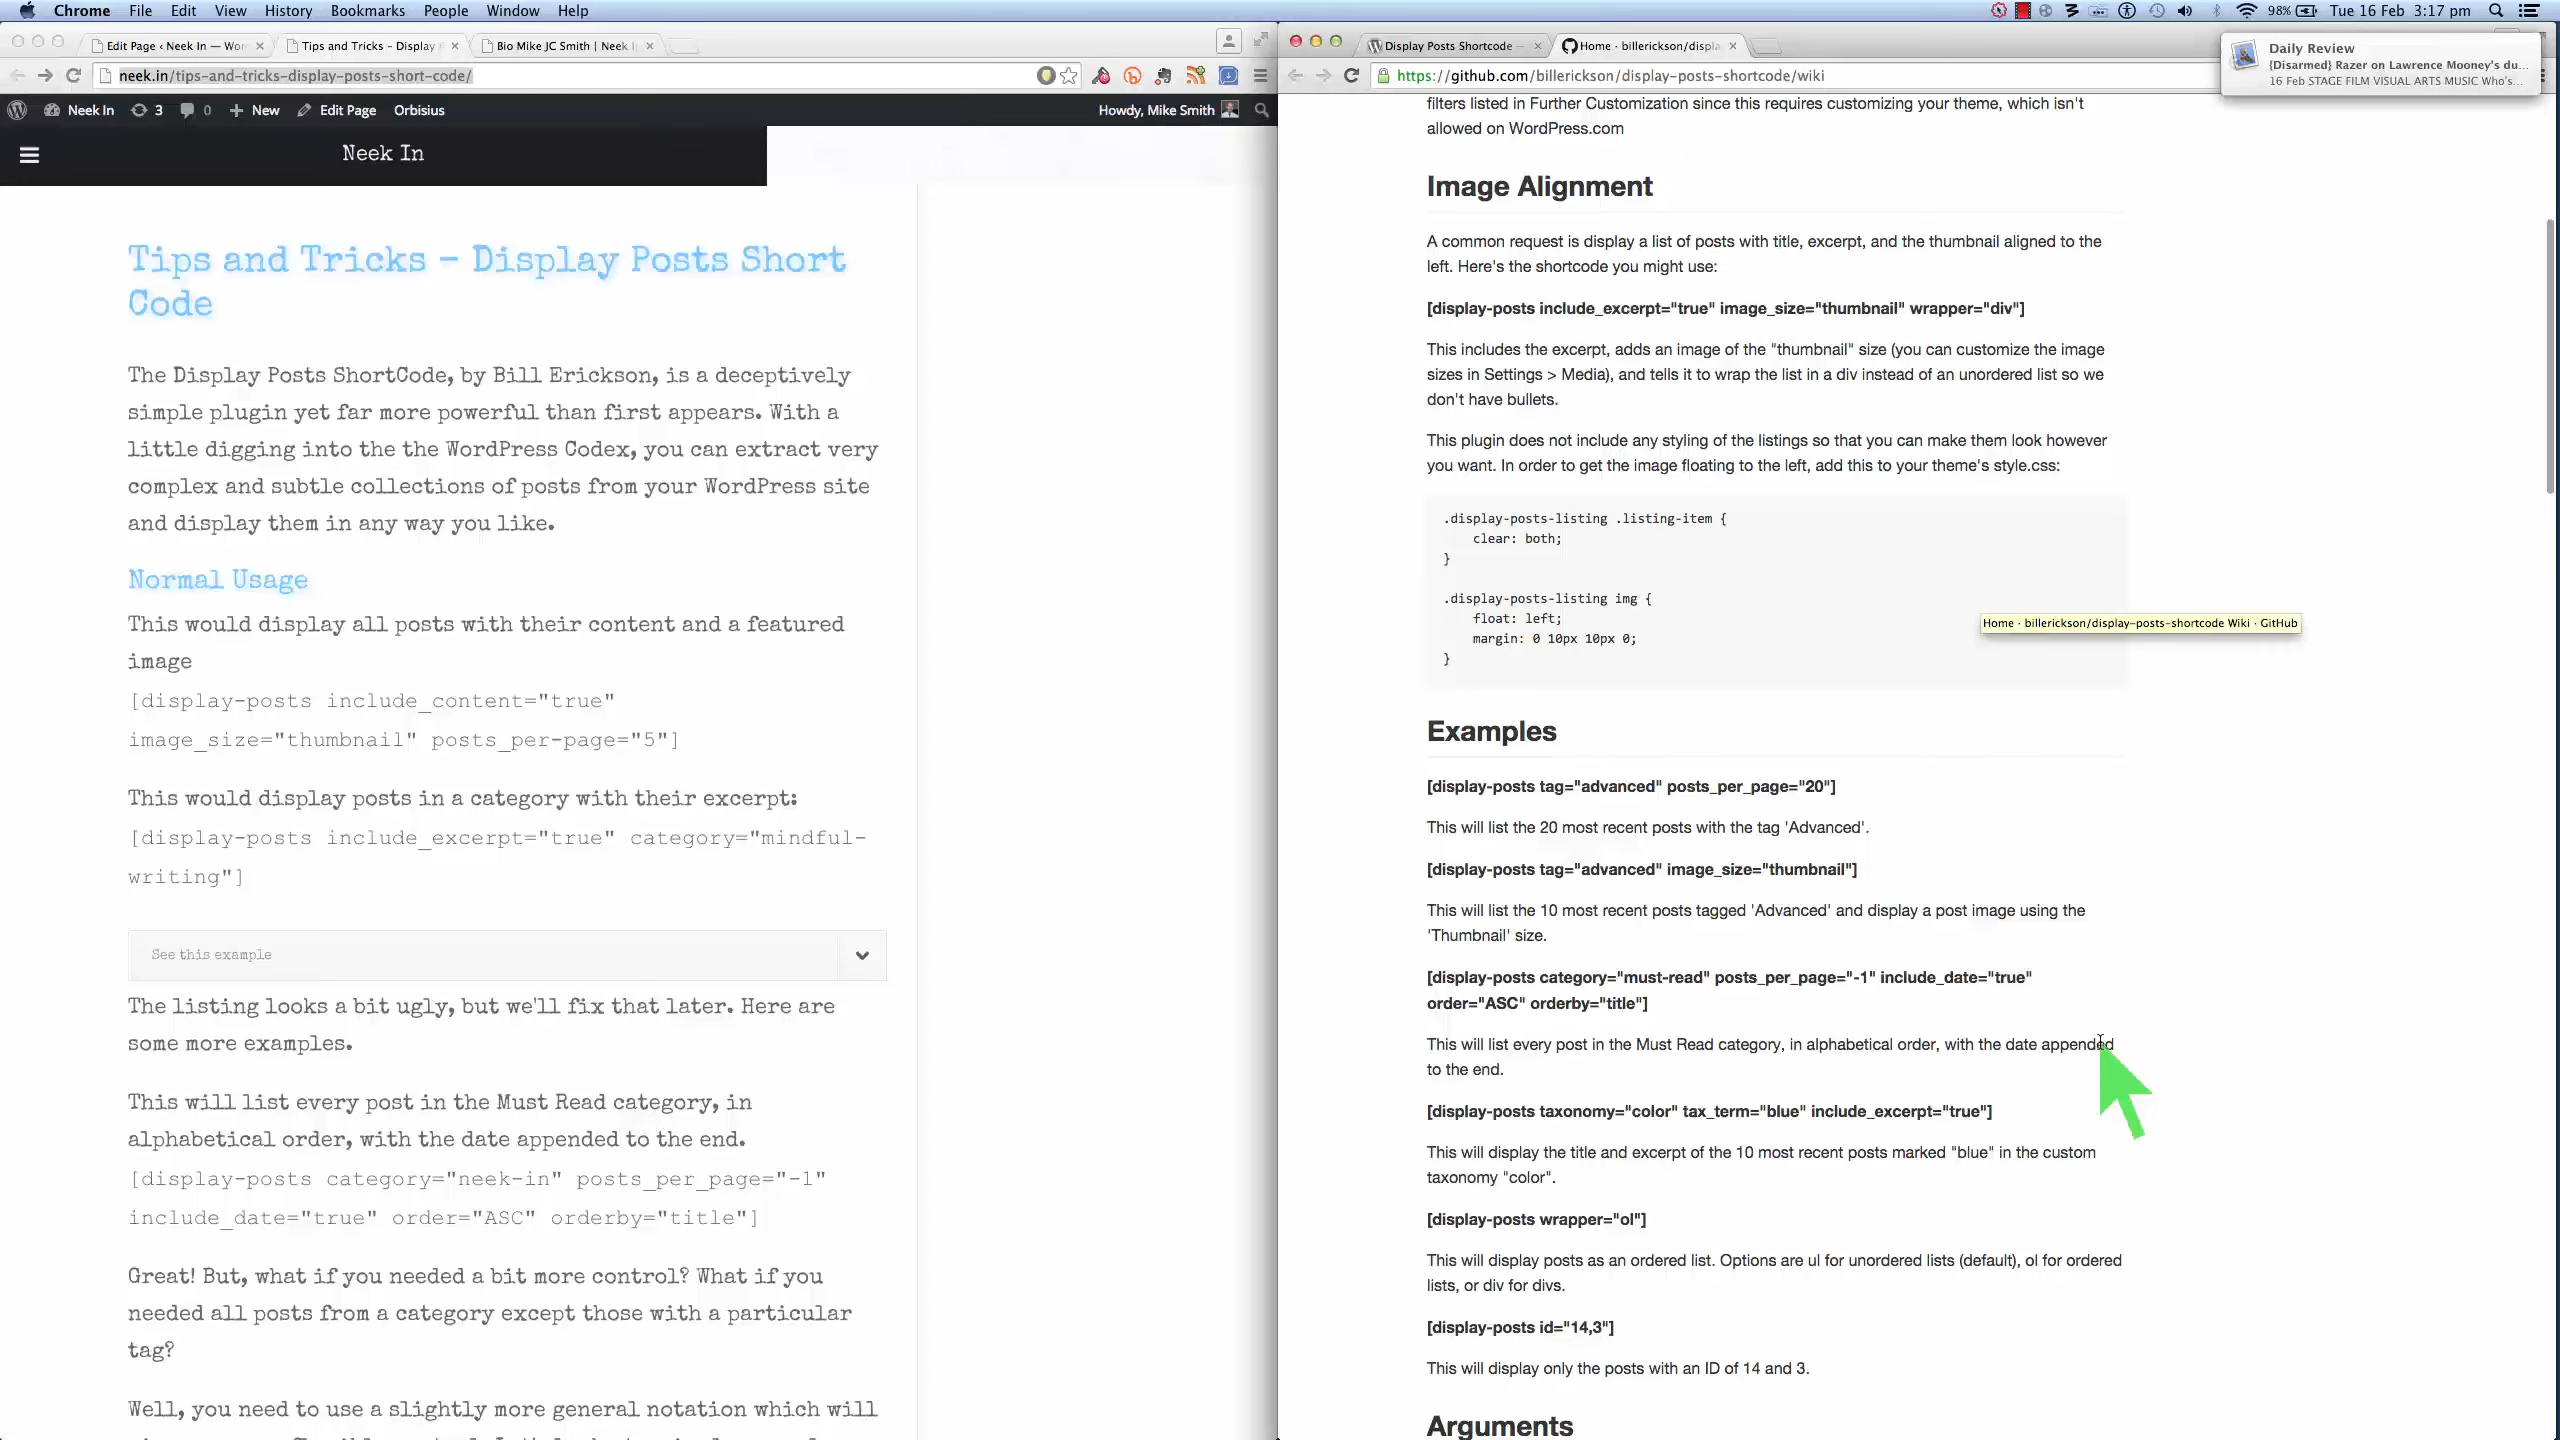 Chrome File Edit View History Bookmarks People Window Help
98% Tue 16 Feb 3:17 pm
Edit Page ‹ Neek In — Wor
Tips and Tricks – Display
Bio Mike JC Smith | Neek I
neek.in/tips-and-tricks-display-posts-short-code/
Neek In 3 0 New Edit Page Orbisius
Howdy, Mike Smith
Neek In
Tips and Tricks – Display Posts Short
Code
The Display Posts ShortCode, by Bill Erickson, is a deceptively
simple plugin yet far more powerful than first appears. With a
little digging into the the WordPress Codex, you can extract very
complex and subtle collections of posts from your WordPress site
and display them in any way you like.
Normal Usage
This would display all posts with their content and a featured
image
[display-posts include_content="true"
image_size="thumbnail" posts_per-page="5"]
This would display posts in a category with their excerpt:
[display-posts include_excerpt="true" category="mindful-
writing"]
See this example
The listing looks a bit ugly, but we'll fix that later. Here are
some more examples.
This will list every post in the Must Read category, in
alphabetical order, with the date appended to the end.
[display-posts category="neek-in" posts_per_page="-1"
include_date="true" order="ASC" orderby="title"]
Great! But, what if you needed a bit more control? What if you
needed all posts from a category except those with a particular
tag?
Well, you need to use a slightly more general notation which will
Display Posts Shortcode —
Home · billerickson/displa
https://github.com/billerickson/display-posts-shortcode/wiki
Daily Review
{Disarmed} Razer on Lawrence Mooney's du...
16 Feb STAGE FILM VISUAL ARTS MUSIC Who's...
filters listed in Further Customization since this requires customizing your theme, which isn't
allowed on WordPress.com
Image Alignment
A common request is display a list of posts with title, excerpt, and the thumbnail aligned to the
left. Here's the shortcode you might use:
[display-posts include_excerpt="true" image_size="thumbnail" wrapper="div"]
This includes the excerpt, adds an image of the "thumbnail" size (you can customize the image
sizes in Settings > Media), and tells it to wrap the list in a div instead of an unordered list so we
don't have bullets.
This plugin does not include any styling of the listings so that you can make them look however
you want. In order to get the image floating to the left, add this to your theme's style.css:
.display-posts-listing .listing-item {
clear: both;
}
.display-posts-listing img {
float: left;
margin: 0 10px 10px 0;
}
Home · billerickson/display-posts-shortcode Wiki · GitHub
Examples
[display-posts tag="advanced" posts_per_page="20"]
This will list the 20 most recent posts with the tag 'Advanced'.
[display-posts tag="advanced" image_size="thumbnail"]
This will list the 10 most recent posts tagged 'Advanced' and display a post image using the
'Thumbnail' size.
[display-posts category="must-read" posts_per_page="-1" include_date="true"
order="ASC" orderby="title"]
This will list every post in the Must Read category, in alphabetical order, with the date appended
to the end.
[display-posts taxonomy="color" tax_term="blue" include_excerpt="true"]
This will display the title and excerpt of the 10 most recent posts marked "blue" in the custom
taxonomy "color".
[display-posts wrapper="ol"]
This will display posts as an ordered list. Options are ul for unordered lists (default), ol for ordered
lists, or div for divs.
[display-posts id="14,3"]
This will display only the posts with an ID of 14 and 3.
Arguments